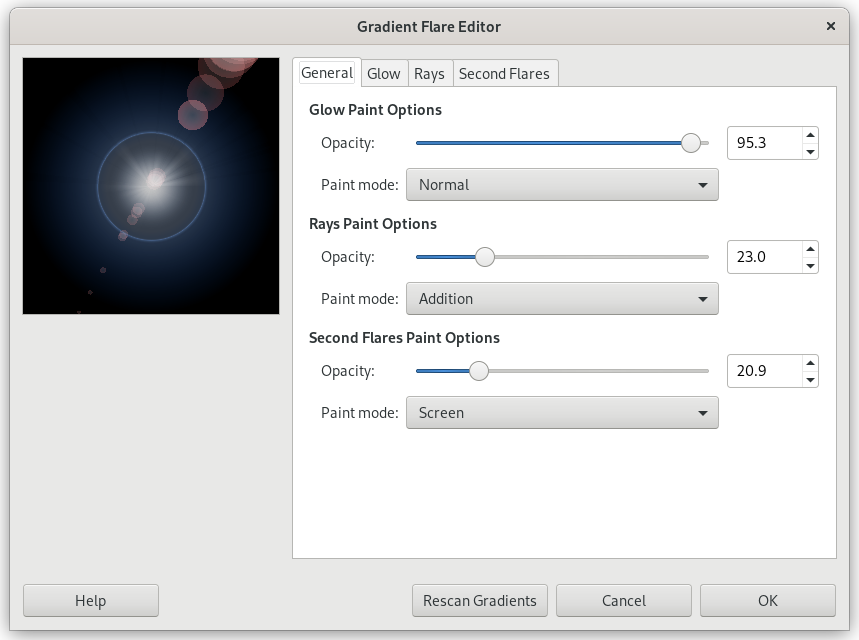 Gradient Flare Editor
General Glow Rays Second Flares
Glow Paint Options
Opacity: 95.3
Paint mode: Normal
Rays Paint Options
Opacity: 23.0
Paint mode: Addition
Second Flares Paint Options
Opacity: 20.9
Paint mode: Screen
Help Rescan Gradients Cancel OK